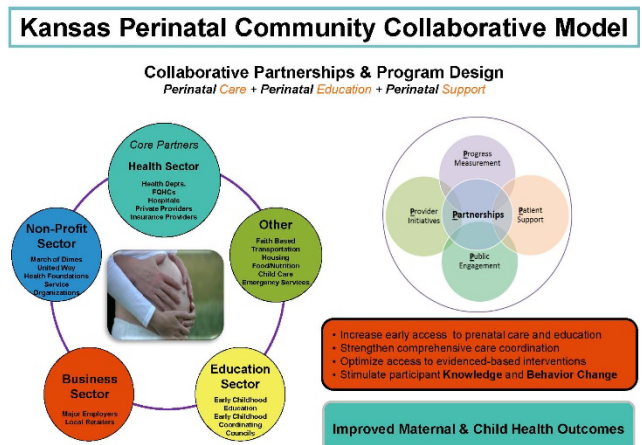 Kansas Perinatal Community Collaborative Model
Collaborative Partnerships & Program Design
Perinatal Care + Perinatal Education + Perinatal Support
Core Partners
Health Sector
Health Deprs.
FQHCs
Hospitals
Private Providers
Insurance Providers
Non-Profit
Sector
March of Dimes
United Way
Health Foundations
Service
Organizations
Other
Faith Based
Transportation
Housing
Food/Nutrition
Child Care
Emergency Services
Business
Sector
Major Employers
Local Retailers
Education
Sector
Early Childhood
Education
Early Childhood
Coordinating
Councils
Progress
Measurement
Provider
Initiatives
Partnerships
Patient
Support
Public
Engagement
• Increase early access to prenatal care and education
• Strengthen comprehensive care coordination
• Optimize access to evidenced-based interventions
• Stimulate participant Knowledge and Behavior Change
Improved Maternal & Child Health Outcomes